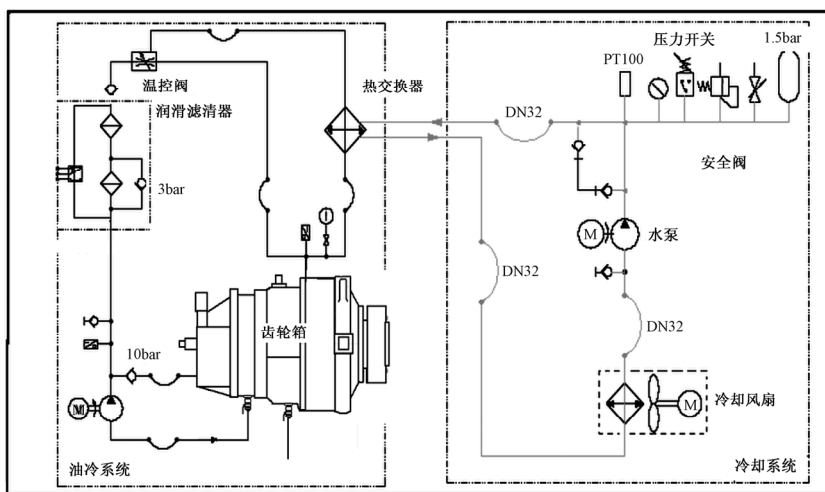 温控阀
热交换器
润滑滤清器
3bar
10bar
齿轮箱
M
油冷系统
PT100
压力开关
1.5bar
DN32
安全阀
M
水泵
DN32
DN32
M
冷却风扇
冷却系统